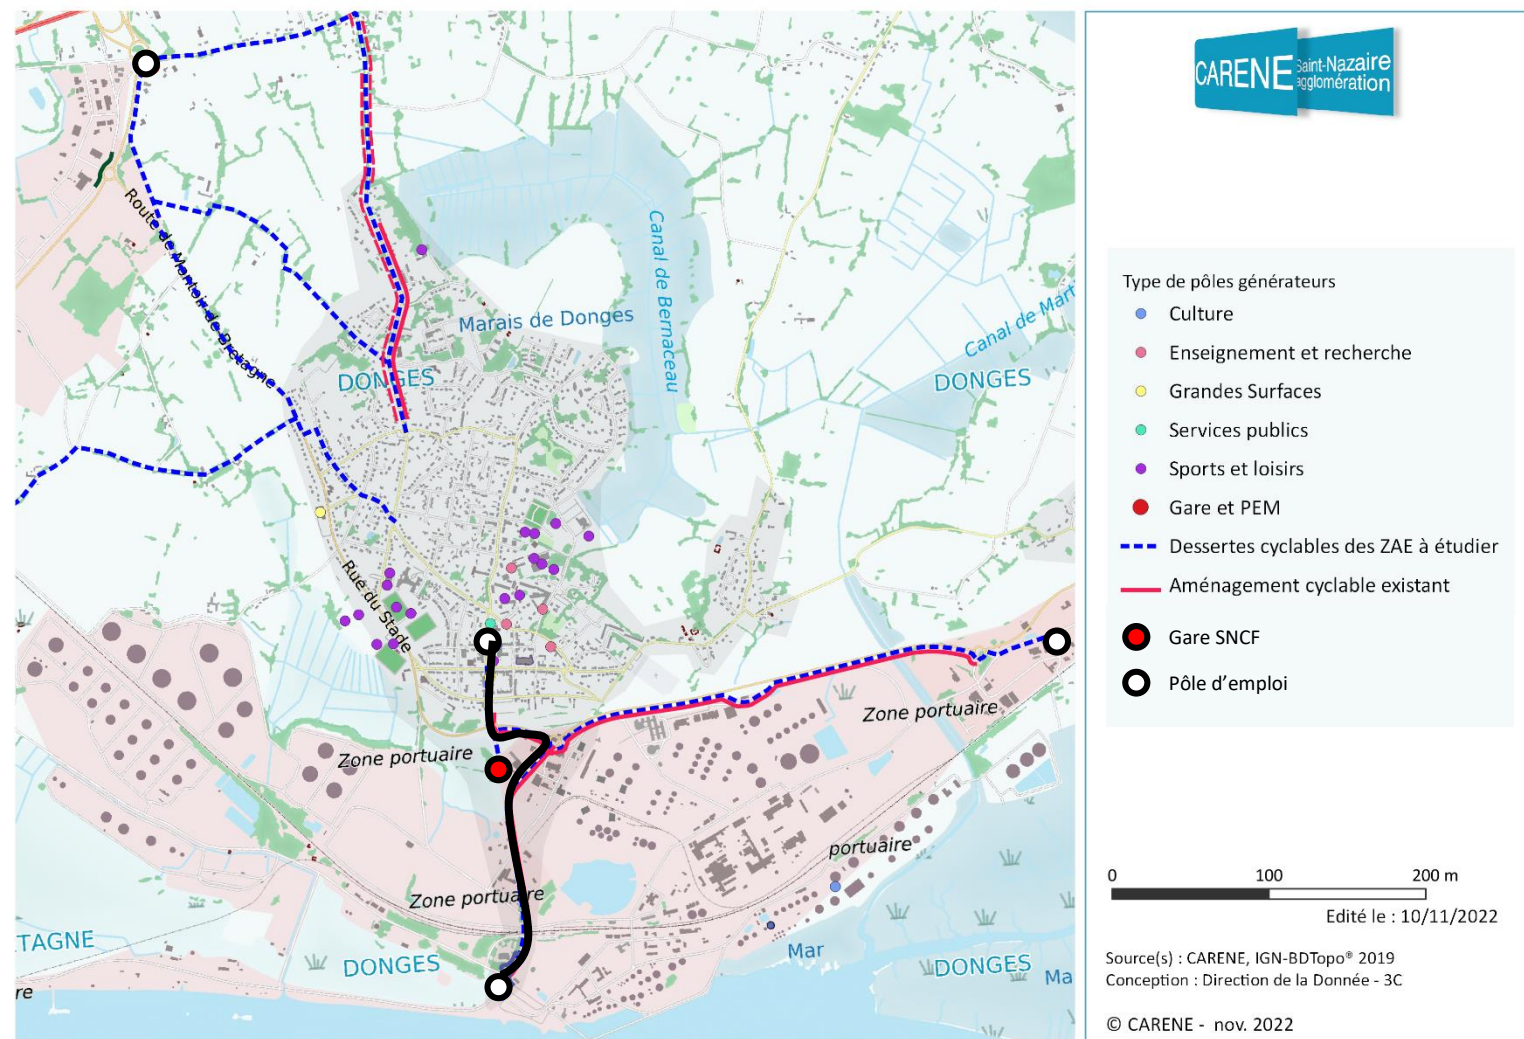 CARENE
Saint-Nazaire
agglomération
Route de Montoir de Bretagne
Canal de Bernaceau
Marais de Donges
Canal de Mart
DONGES
DONGES
Rue du Stade
Zone portuaire
Zone portuaire
portuaire
Zone portuaire
TAGNE
DONGES
Mar
DONGES
Ma
re
Type de pôles générateurs
Culture
Enseignement et recherche
Grandes Surfaces
Services publics
Sports et loisirs
Gare et PEM
Dessertes cyclables des ZAE à étudier
Aménagement cyclable existant
Gare SNCF
Pôle d’emploi
0 100 200 m
Edité le : 10/11/2022
Source(s) : CARENE, IGN-BDTopo® 2019
Conception : Direction de la Donnée - 3C
© CARENE - nov. 2022